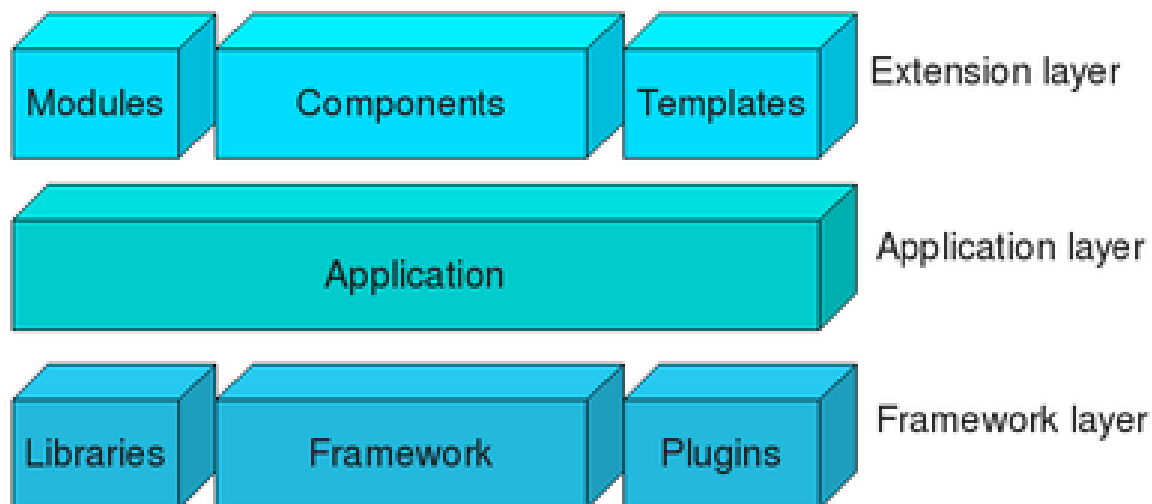 Modules
Components
Templates
Extension layer
Application
Application layer
Libraries
Framework
Plugins
Framework layer